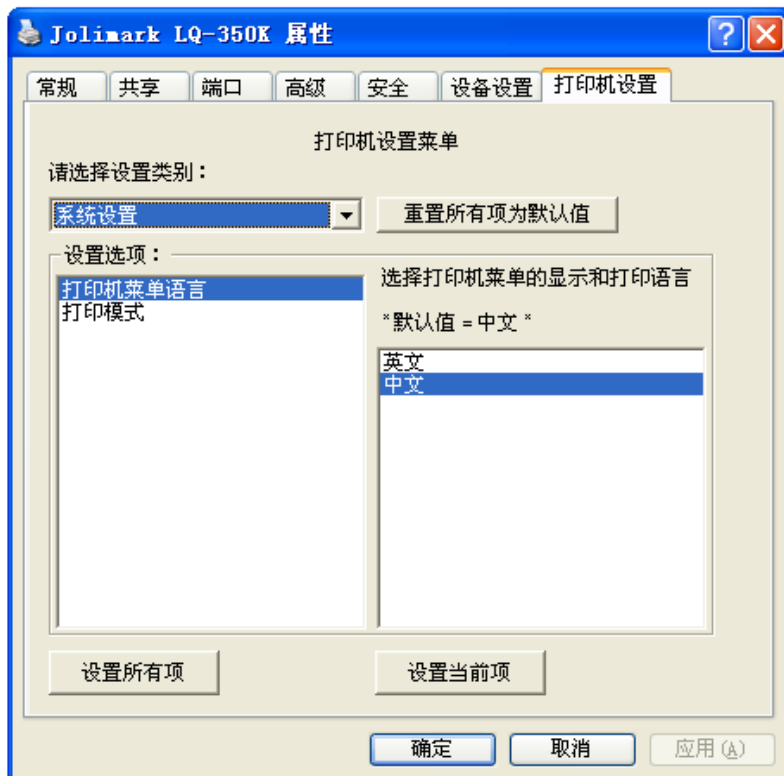 Jolimark LQ-350K 属性
常规 共享 端口 高级 安全 设备设置 打印机设置
打印机设置菜单
请选择设置类别：
系统设置 重置所有项为默认值
设置选项：
选择打印机菜单的显示和打印语言
打印机菜单语言
打印模式
*默认值 = 中文 *
英文
中文
设置所有项 设置当前项
确定 取消 应用(A)